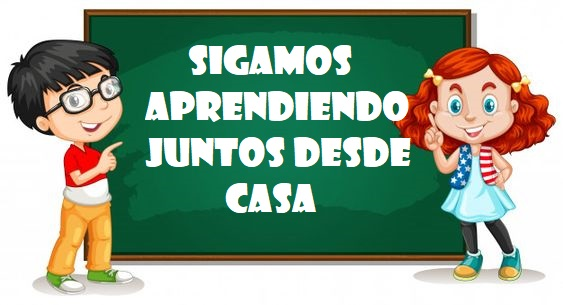 SIGAMOS
APRENDIENDO
JUNTOS DESDE
CASA